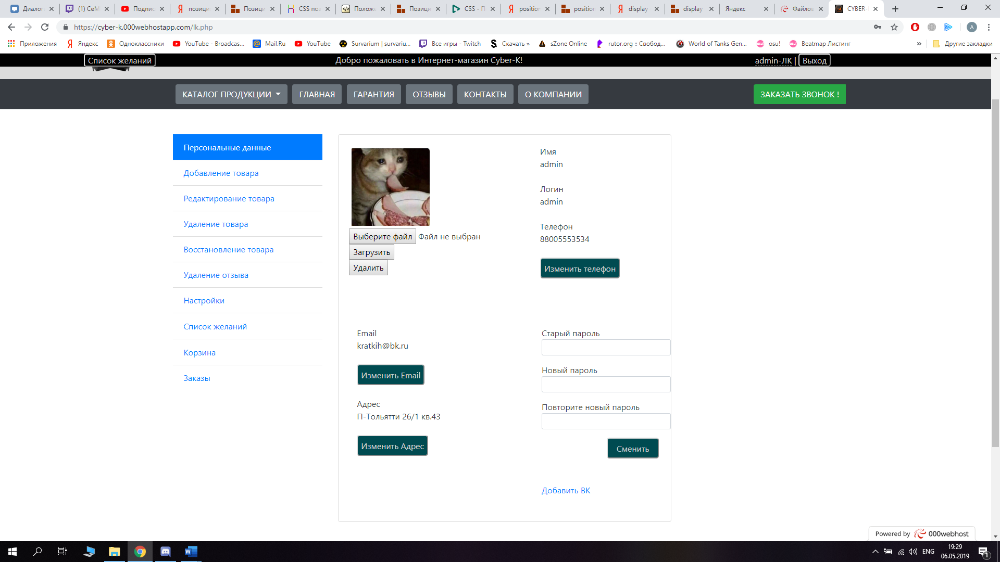 Диалог
(1) СеМ
Подпис
позици
Позици
CSS поз
Положе
Позици
CSS - П
position
position
display
display
Яндекс
Файлов
CYBER-
https://cyber-k.000webhostapp.com/lk.php
A
Приложения
Яндекс
Одноклассники
YouTube - Broadcas...
Mail.Ru
YouTube
Survarium | survariu...
Все игры - Twitch
Скачать »
sZone Online
rutor.org :: Свобод...
World of Tanks Gen...
osu!
Beatmap Листинг
»
Другие закладки
Список желаний
Добро пожаловать в Интернет-магазин Cyber-K!
admin-ЛК | Выход
КАТАЛОГ ПРОДУКЦИИ
ГЛАВНАЯ
ГАРАНТИЯ
ОТЗЫВЫ
КОНТАКТЫ
О КОМПАНИИ
ЗАКАЗАТЬ ЗВОНОК !
Персональные данные
Добавление товара
Редактирование товара
Удаление товара
Восстановление товара
Удаление отзыва
Настройки
Список желаний
Корзина
Заказы
Выберите файл Файл не выбран
Загрузить
Удалить
Имя
admin
Логин
admin
Телефон
88005553534
Изменить телефон
Email
kratkih@bk.ru
Изменить Email
Адрес
П-Тольятти 26/1 кв.43
Изменить Адрес
Старый пароль
Новый пароль
Повторите новый пароль
Сменить
Добавить ВК
Powered by 000webhost
ENG
19:29
06.05.2019
1